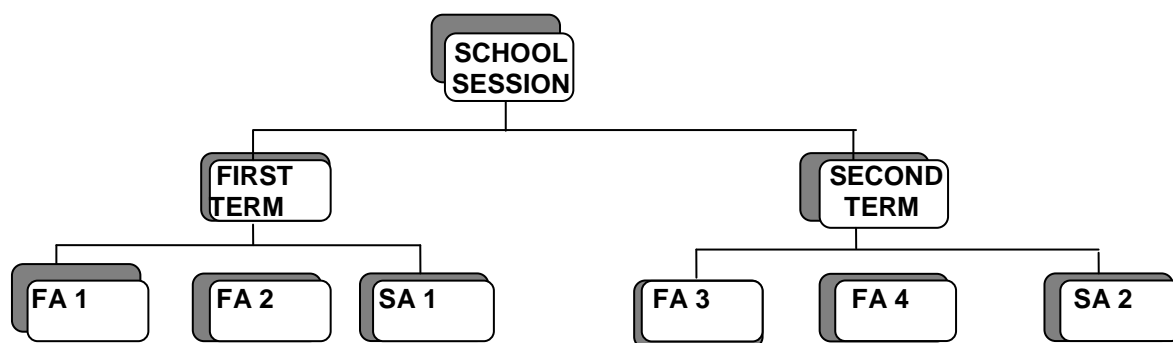 SCHOOL
SESSION
FIRST
TERM
SECOND
TERM
FA 1
FA 2
SA 1
FA 3
FA 4
SA 2